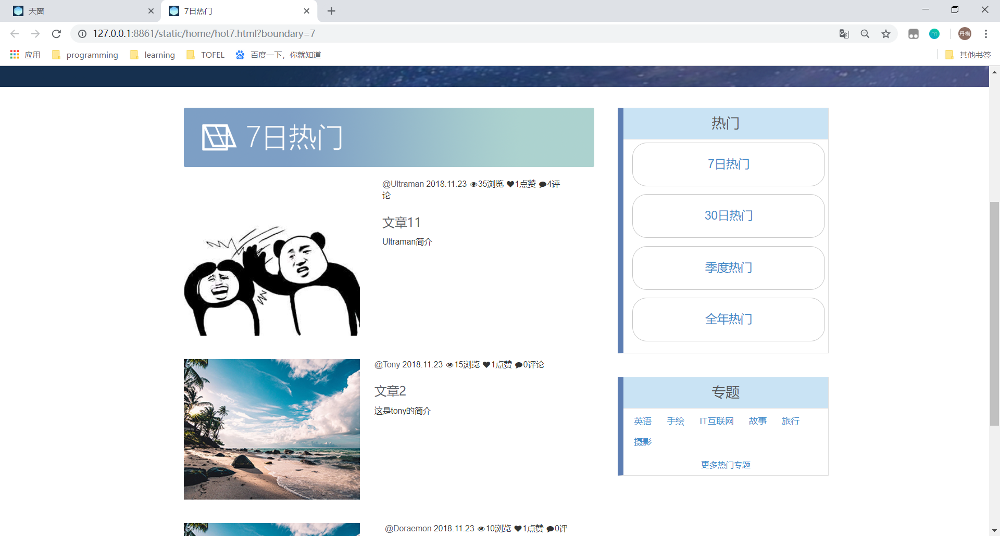 天窗
7日热门
127.0.0.1:8861/static/home/hot7.html?boundary=7
丹梅
应用 programming learning TOFEL 百度一下，你就知道 其他书签
7日热门
@Ultraman 2018.11.23 35浏览 1点赞 4评
论
文章11
Ultraman简介
@Tony 2018.11.23 15浏览 1点赞 0评论
文章2
这是tony的简介
@Doraemon 2018.11.23 10浏览 1点赞 0评
热门
7日热门
30日热门
季度热门
全年热门
专题
英语 手绘 IT互联网 故事 旅行
摄影
更多热门专题